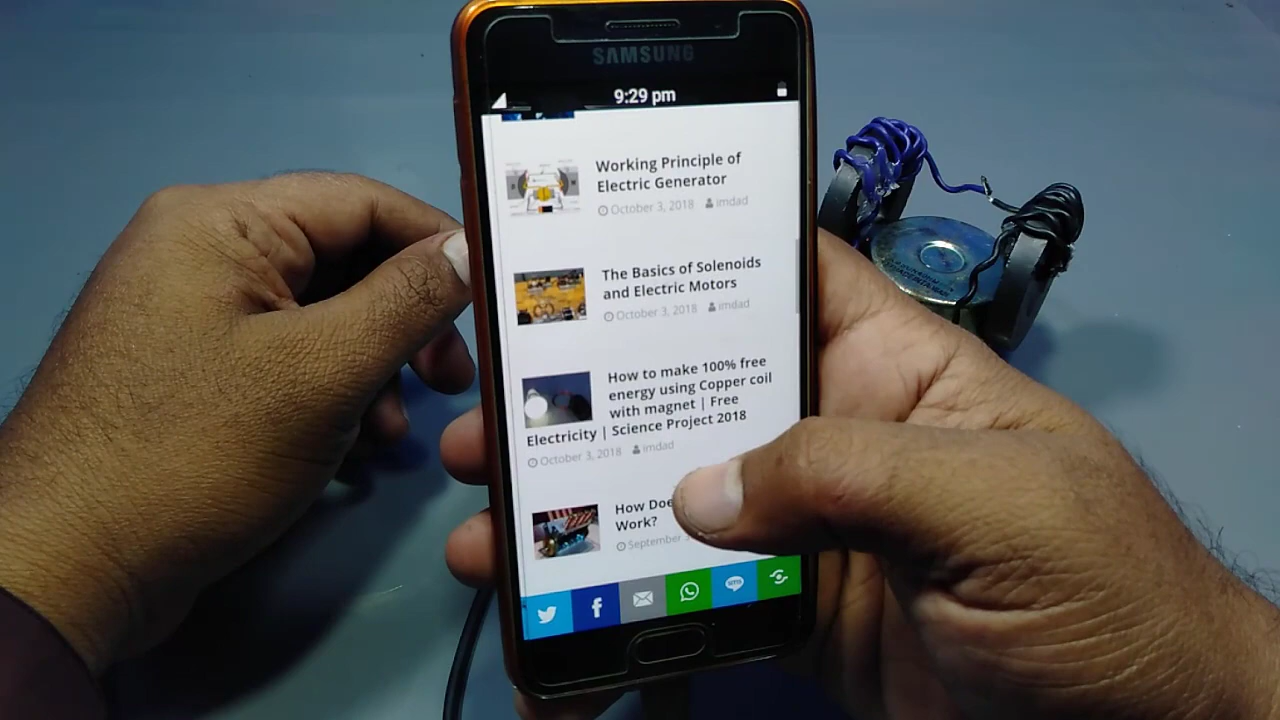 SAMSUNG
9:29 pm
Working Principle of
Electric Generator
October 3, 2018 imdad
The Basics of Solenoids
and Electric Motors
October 3, 2018 imdad
How to make 100% free
energy using Copper coil
with magnet | Free
Electricity | Science Project 2018
October 3, 2018 imdad
How
Work?
September